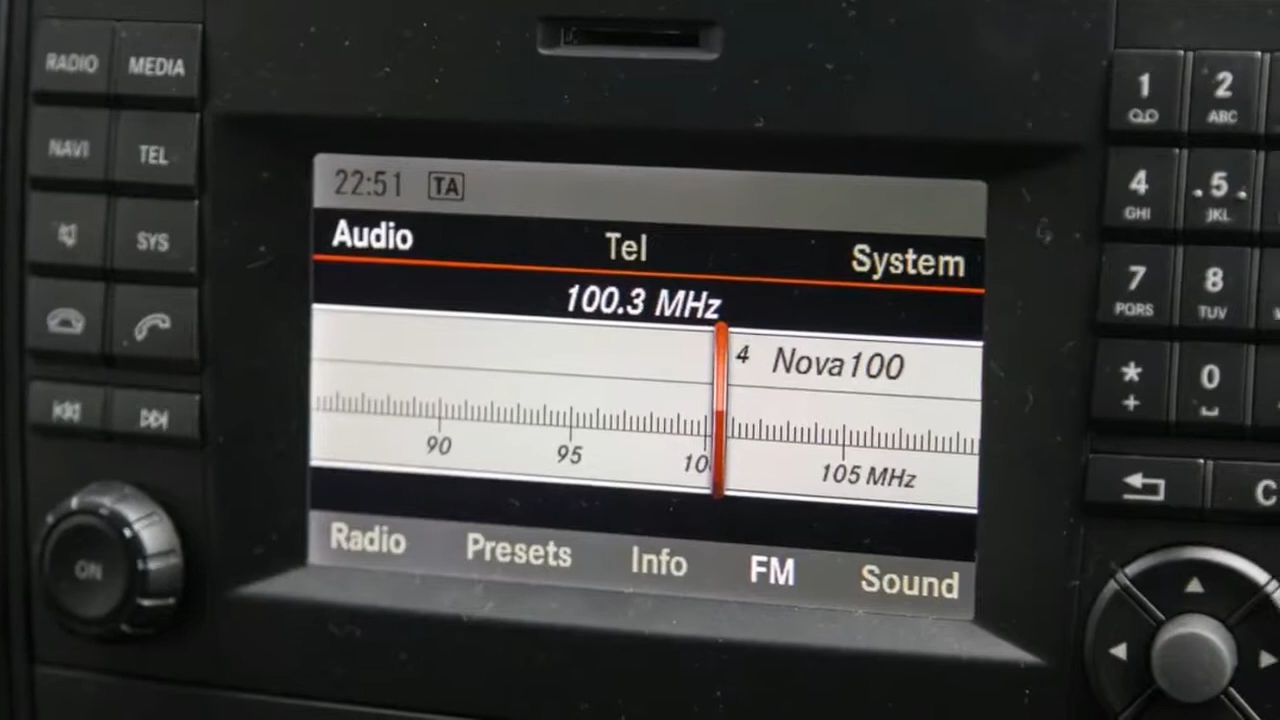 RADIO MEDIA
NAVI TEL
SYS
ON
22:51 TA
Audio Tel System
100.3 MHz
4 Nova100
90 95 10 105 MHz
Radio Presets Info FM Sound
1 2
ABC
4 5
GHI JKL
7 8
PQRS TUV
* 0
+
C